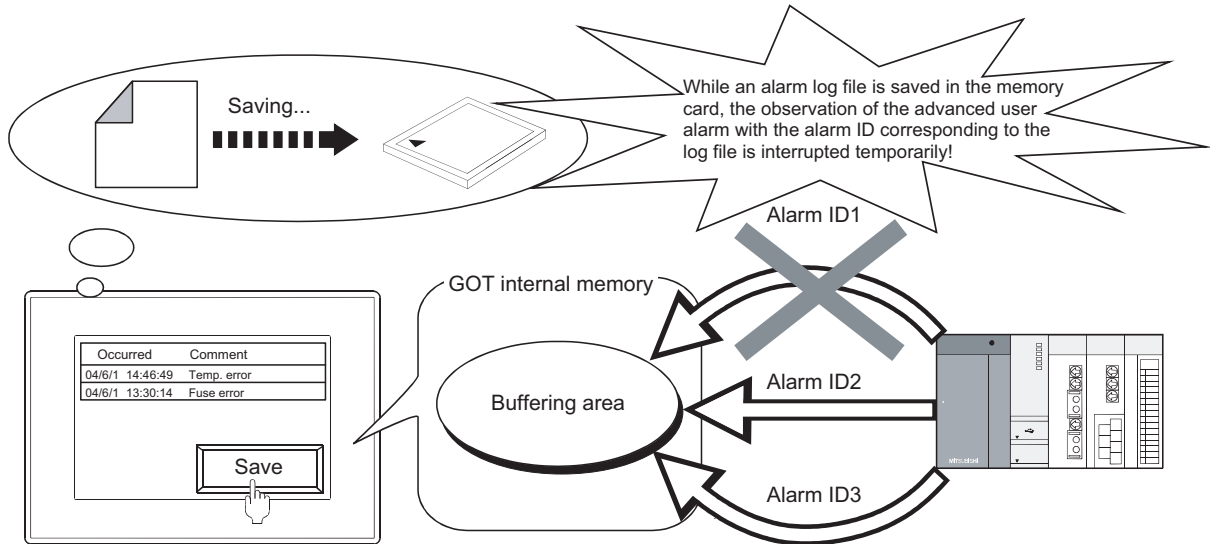 Saving...
While an alarm log file is saved in the memory
card, the observation of the advanced user
alarm with the alarm ID corresponding to the
log file is interrupted temporarily!
Alarm ID1
GOT internal memory
Occurred Comment
04/6/1 14:46:49 Temp. error
04/6/1 13:30:14 Fuse error
Buffering area
Alarm ID2
Save
MITSUBISHI
Alarm ID3